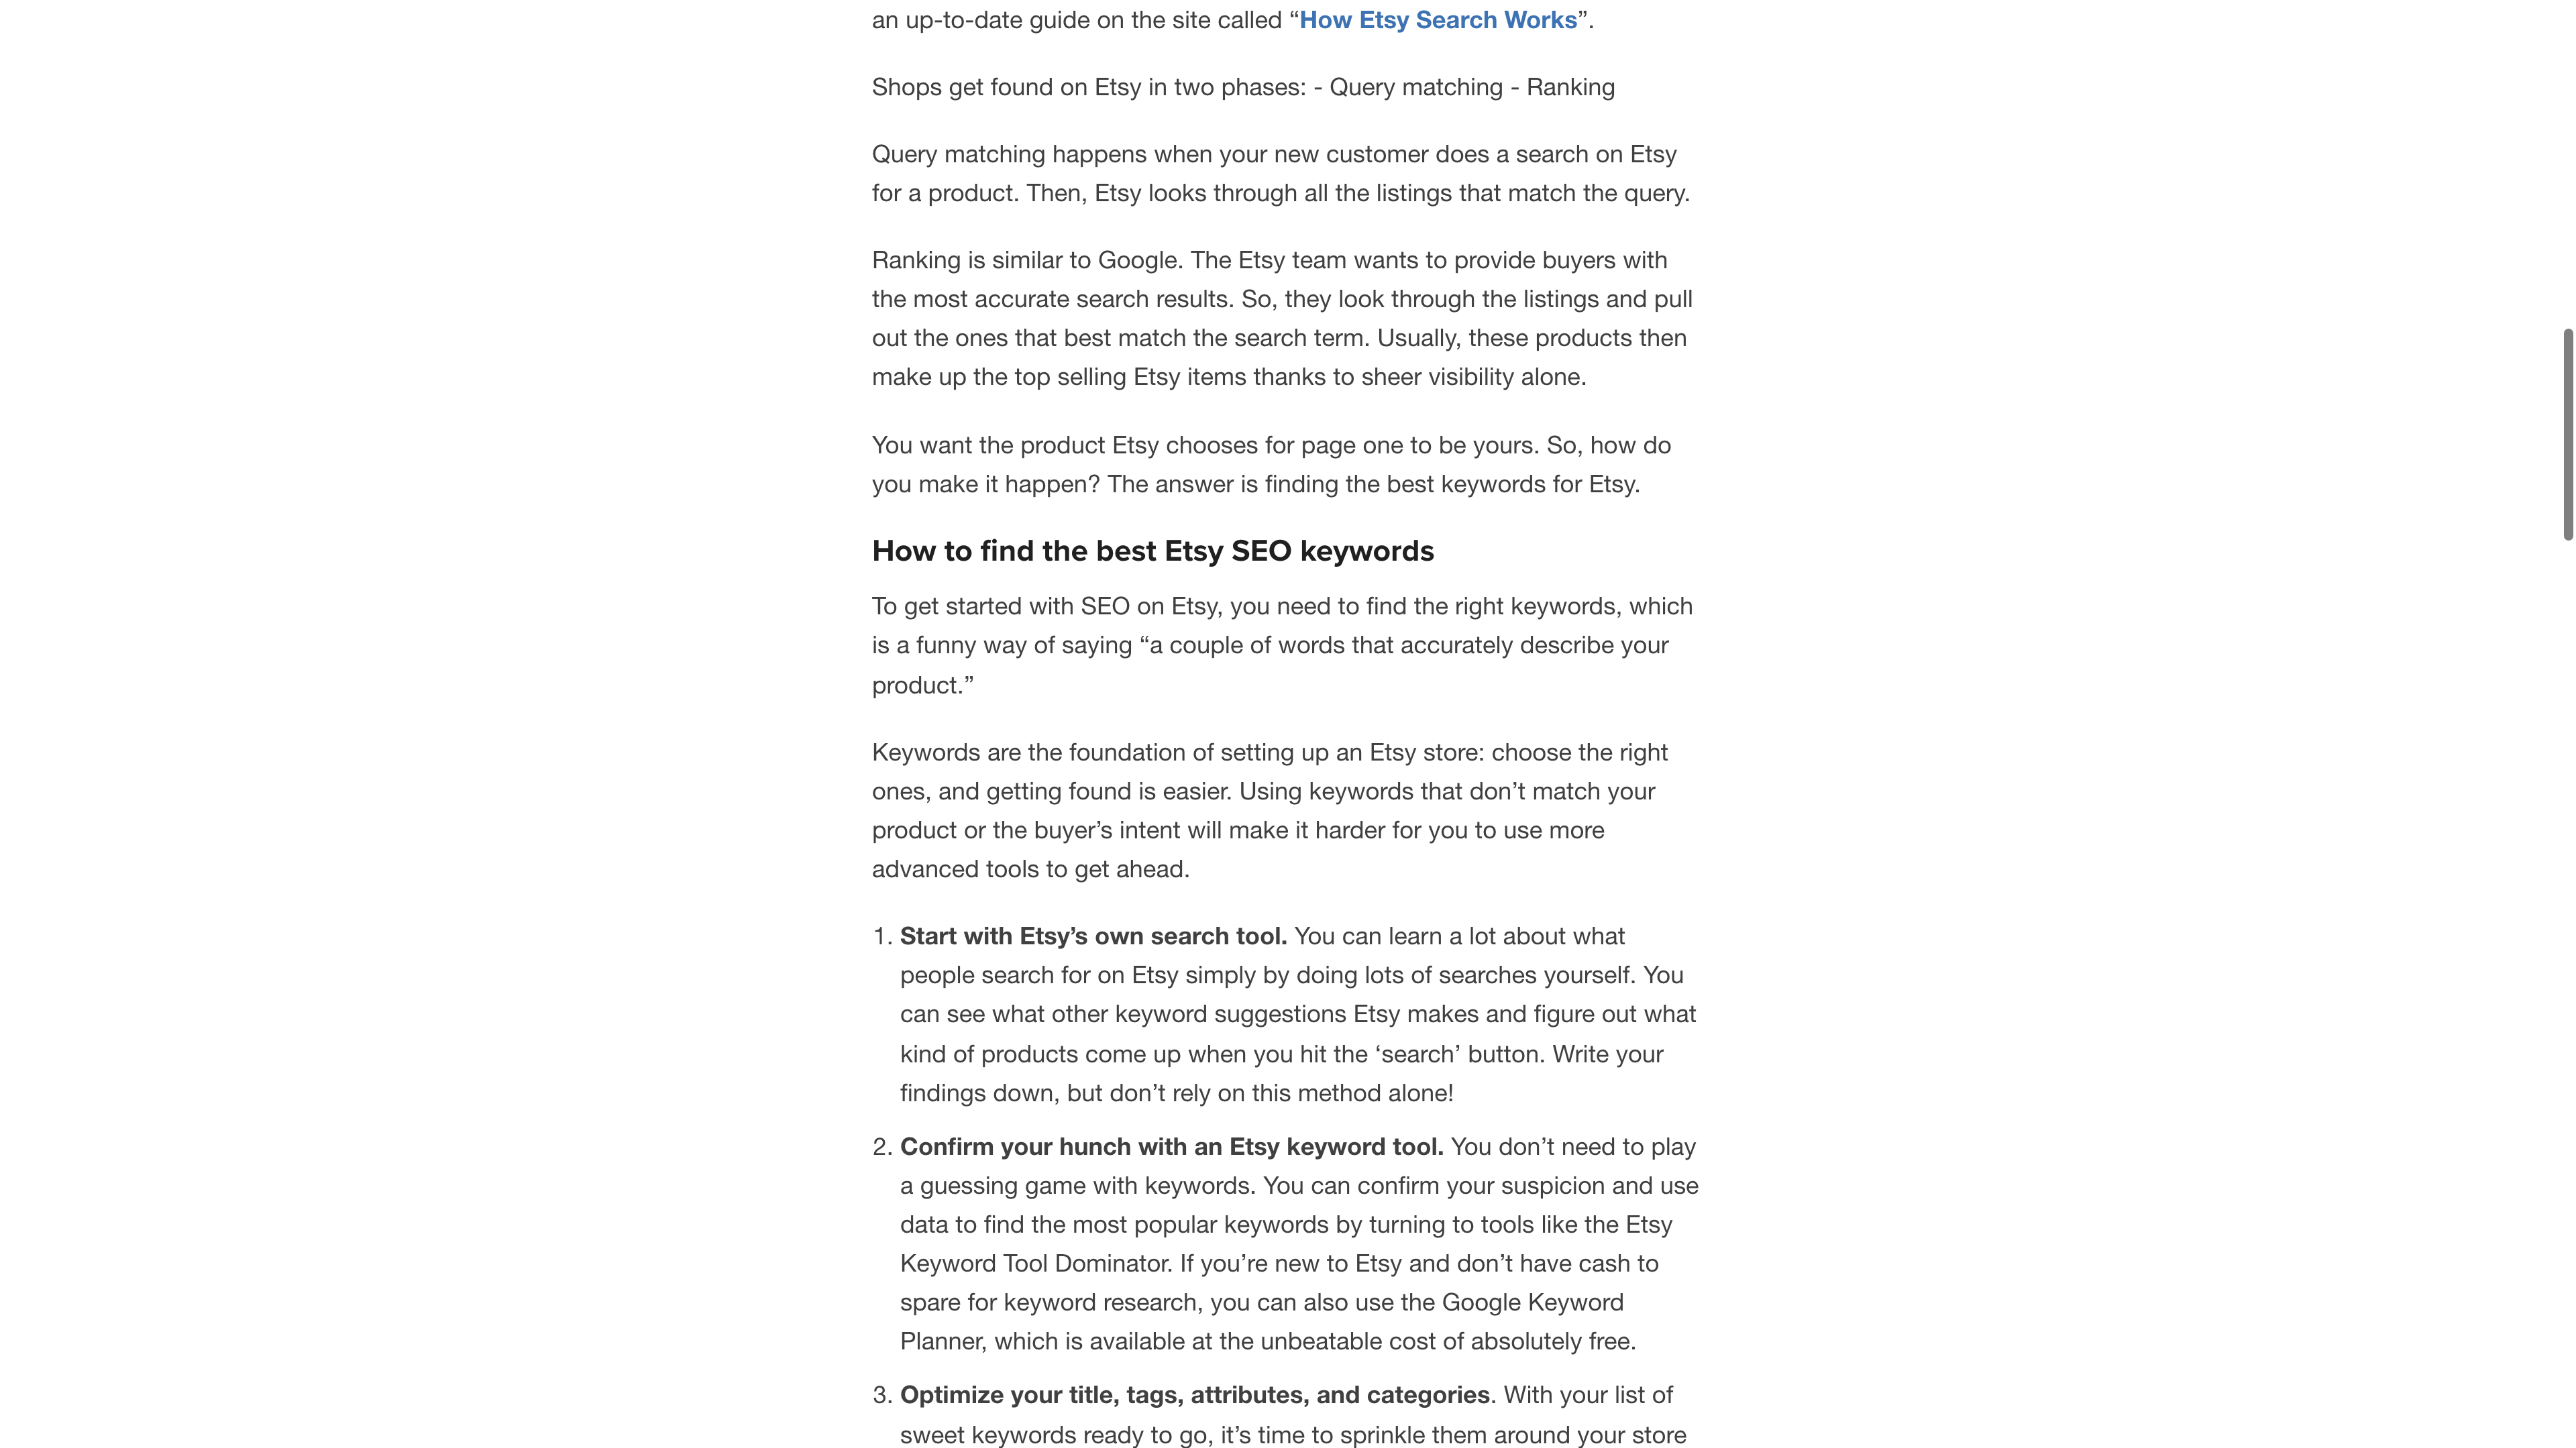 an up-to-date guide on the site called “How Etsy Search Works”.
Shops get found on Etsy in two phases: - Query matching - Ranking
Query matching happens when your new customer does a search on Etsy
for a product. Then, Etsy looks through all the listings that match the query.
Ranking is similar to Google. The Etsy team wants to provide buyers with
the most accurate search results. So, they look through the listings and pull
out the ones that best match the search term. Usually, these products then
make up the top selling Etsy items thanks to sheer visibility alone.
You want the product Etsy chooses for page one to be yours. So, how do
you make it happen? The answer is finding the best keywords for Etsy.
How to find the best Etsy SEO keywords
To get started with SEO on Etsy, you need to find the right keywords, which
is a funny way of saying “a couple of words that accurately describe your
product.”
Keywords are the foundation of setting up an Etsy store: choose the right
ones, and getting found is easier. Using keywords that don’t match your
product or the buyer’s intent will make it harder for you to use more
advanced tools to get ahead.
1. Start with Etsy’s own search tool. You can learn a lot about what
people search for on Etsy simply by doing lots of searches yourself. You
can see what other keyword suggestions Etsy makes and figure out what
kind of products come up when you hit the ‘search’ button. Write your
findings down, but don’t rely on this method alone!
2. Confirm your hunch with an Etsy keyword tool. You don’t need to play
a guessing game with keywords. You can confirm your suspicion and use
data to find the most popular keywords by turning to tools like the Etsy
Keyword Tool Dominator. If you’re new to Etsy and don’t have cash to
spare for keyword research, you can also use the Google Keyword
Planner, which is available at the unbeatable cost of absolutely free.
3. Optimize your title, tags, attributes, and categories. With your list of
sweet keywords ready to go, it’s time to sprinkle them around your store